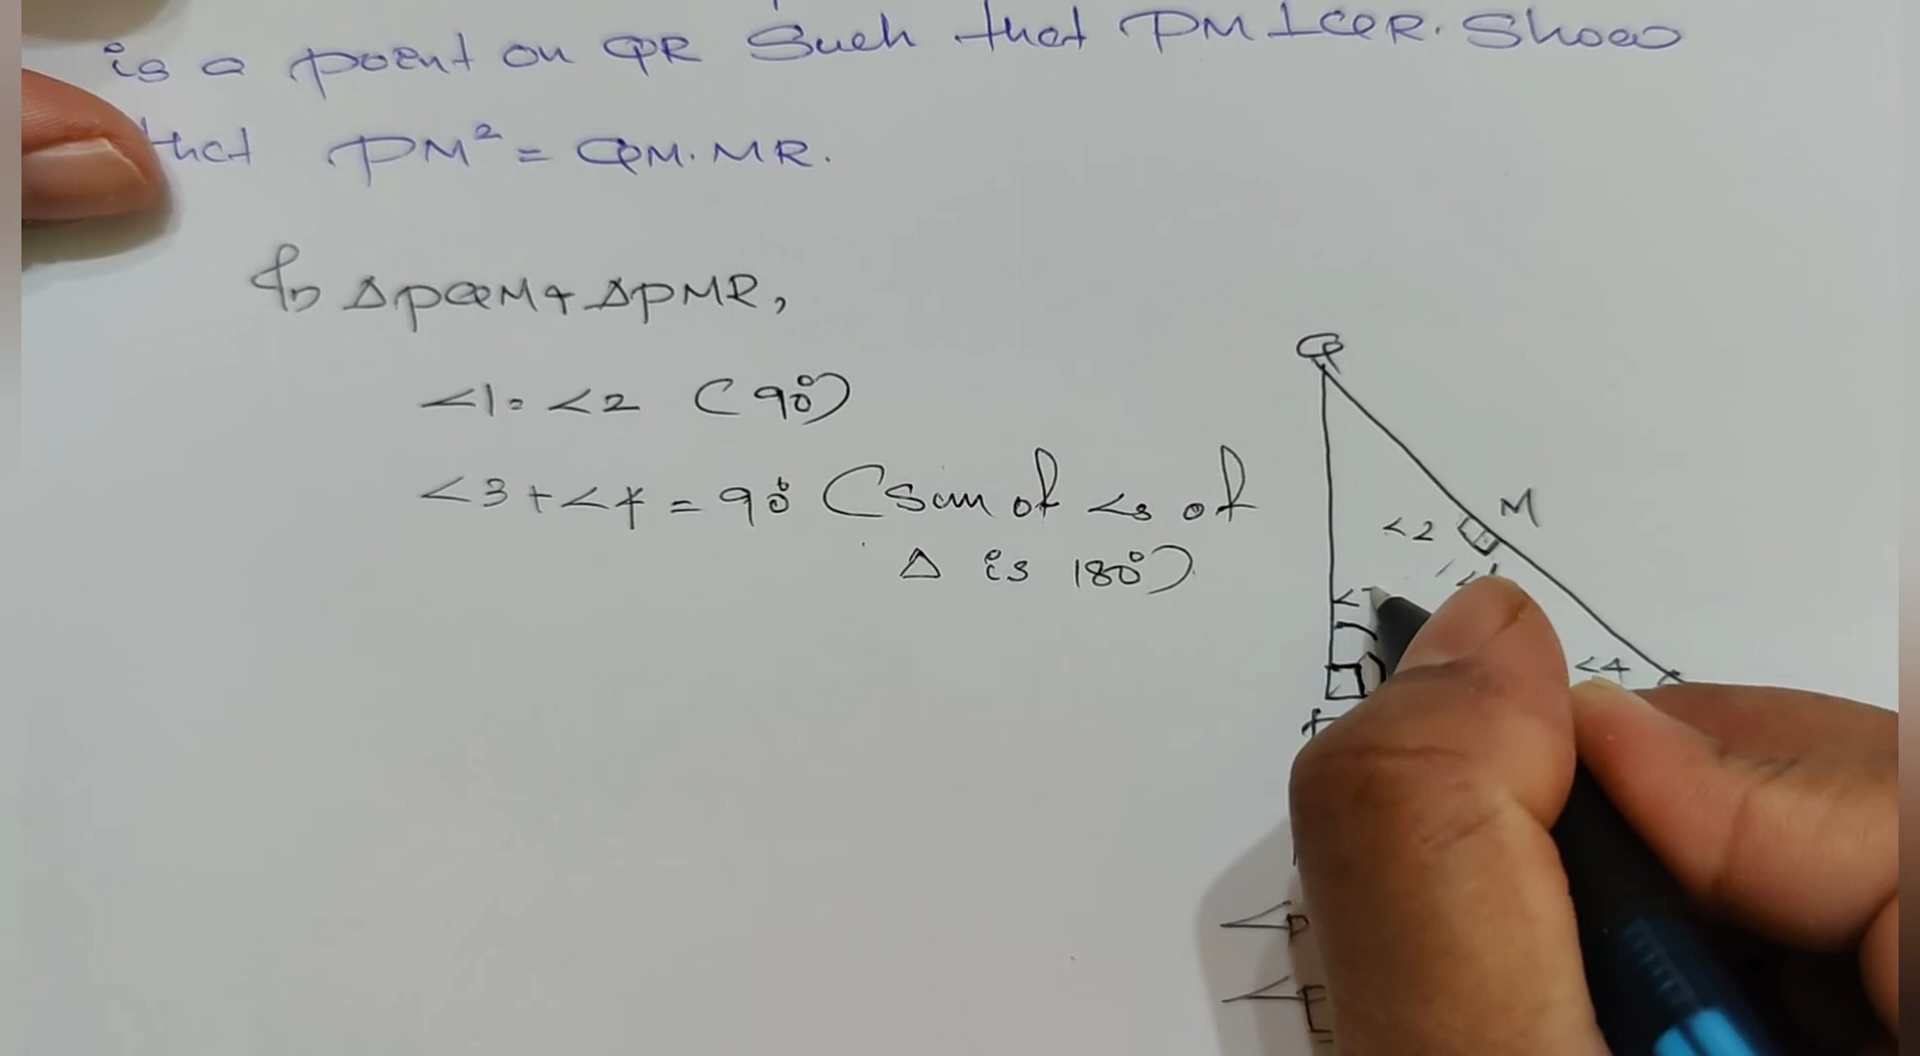 is a point on QR such that PM ⊥ QR. Show
that PM² = QM.MR.
In ΔPQM & ΔPMR,
<1 = <2 (90°)
<3 + <4 = 90° (Sum of <s of
Δ is 180°)
Q
M
<2
<1
<4